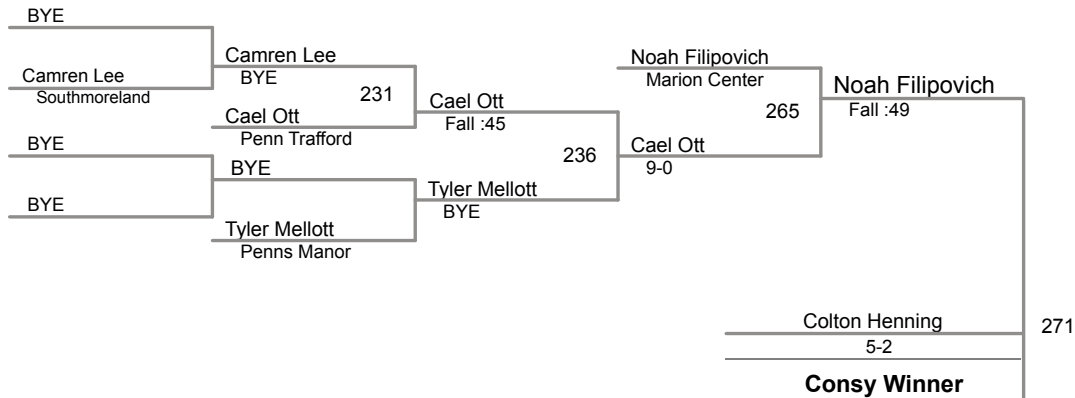 BYE
Camren Lee
Southmoreland
BYE
BYE
Camren Lee
BYE
231
Cael Ott
Penn Trafford
BYE
Tyler Mellott
Penns Manor
Cael Ott
Fall :45
236
Tyler Mellott
BYE
Noah Filipovich
Marion Center
265
Cael Ott
9-0
Noah Filipovich
Fall :49
Colton Henning
5-2
Consy Winner
271